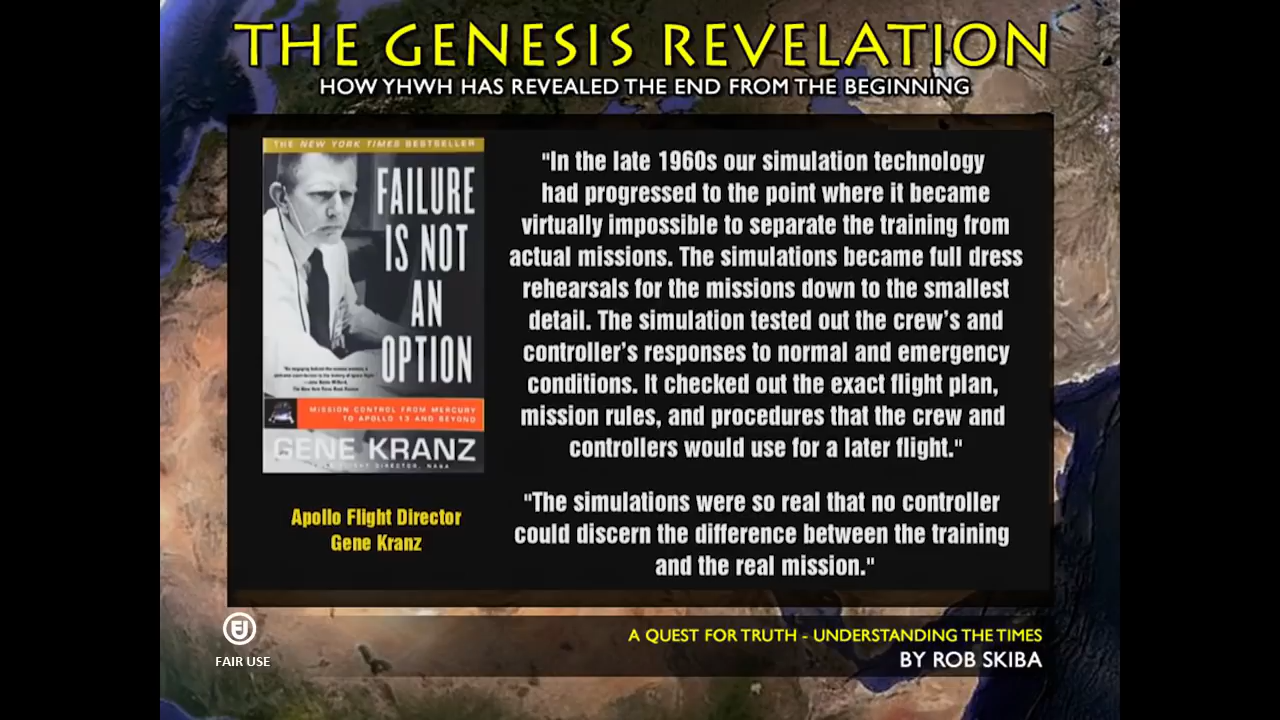 THE GENESIS REVELATION
HOW YHWH HAS REVEALED THE END FROM THE BEGINNING
THE NEW YORK TIMES BESTSELLER
FAILURE
IS NOT
AN
OPTION
MISSION CONTROL FROM MERCURY
TO APOLLO 13 AND BEYOND
GENE KRANZ
FLIGHT DIRECTOR, NASA
Apollo Flight Director
Gene Kranz
"In the late 1960s our simulation technology
had progressed to the point where it became
virtually impossible to separate the training from
actual missions. The simulations became full dress
rehearsals for the missions down to the smallest
detail. The simulation tested out the crew's and
controller's responses to normal and emergency
conditions. It checked out the exact flight plan,
mission rules, and procedures that the crew and
controllers would use for a later flight."
"The simulations were so real that no controller
could discern the difference between the training
and the real mission."
FAIR USE
A QUEST FOR TRUTH - UNDERSTANDING THE TIMES
BY ROB SKIBA